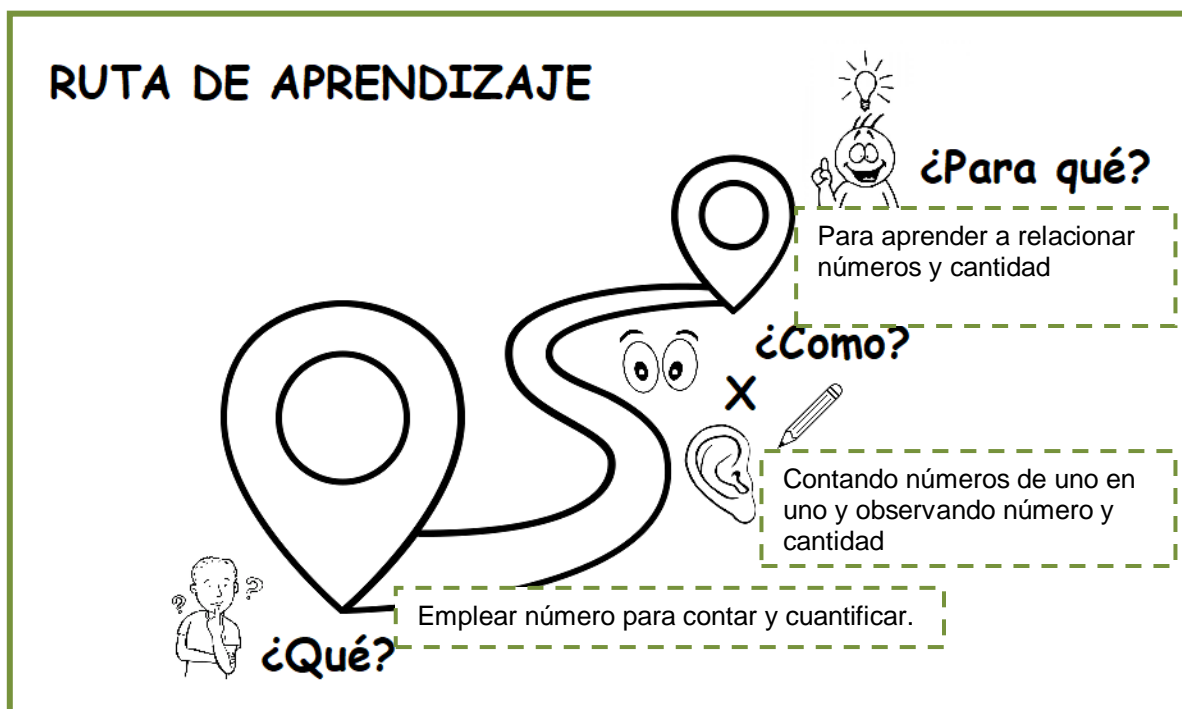 RUTA DE APRENDIZAJE
¿Para qué?
Para aprender a relacionar
números y cantidad
¿Como?
X
Contando números de uno en
uno y observando número y
cantidad
? ?
Emplear número para contar y cuantificar.
¿Qué?